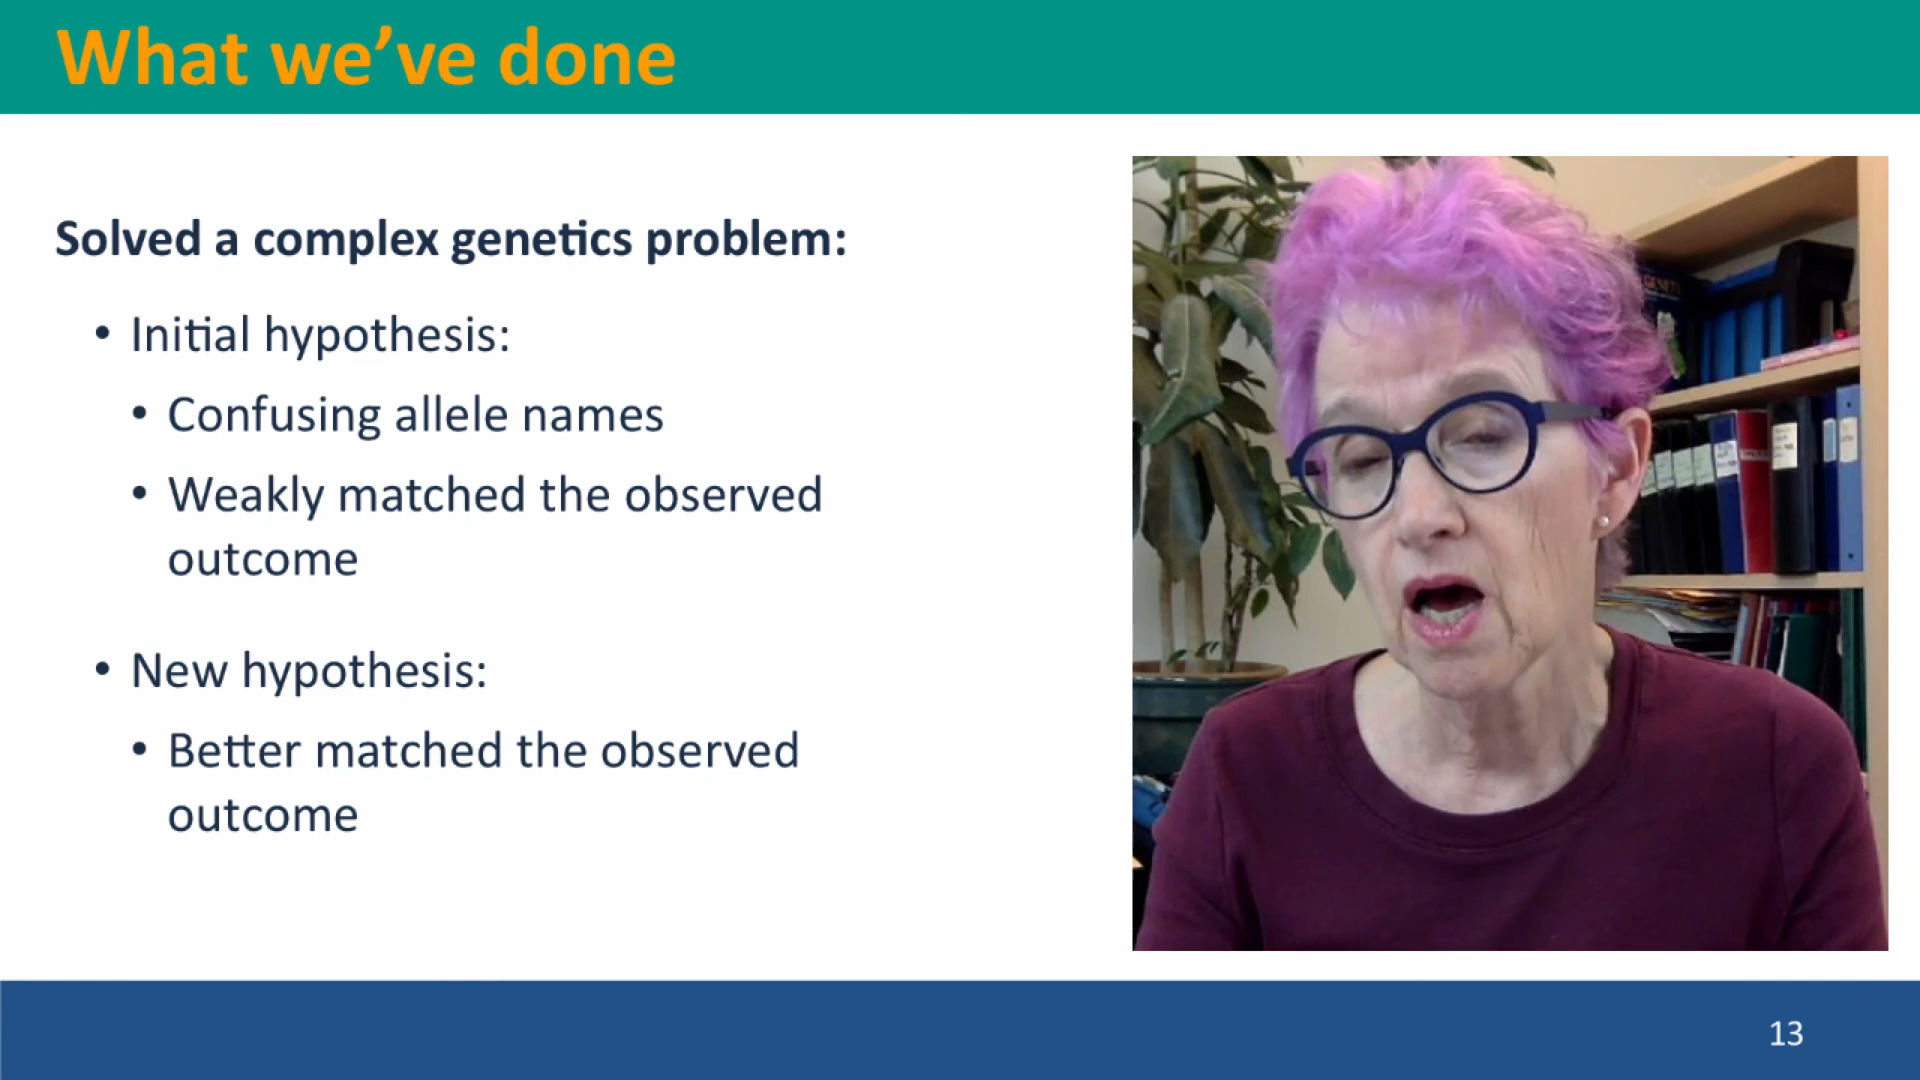 What we’ve done
Solved a complex genetics problem:
• Initial hypothesis:
• Confusing allele names
• Weakly matched the observed
outcome
• New hypothesis:
• Better matched the observed
outcome
13